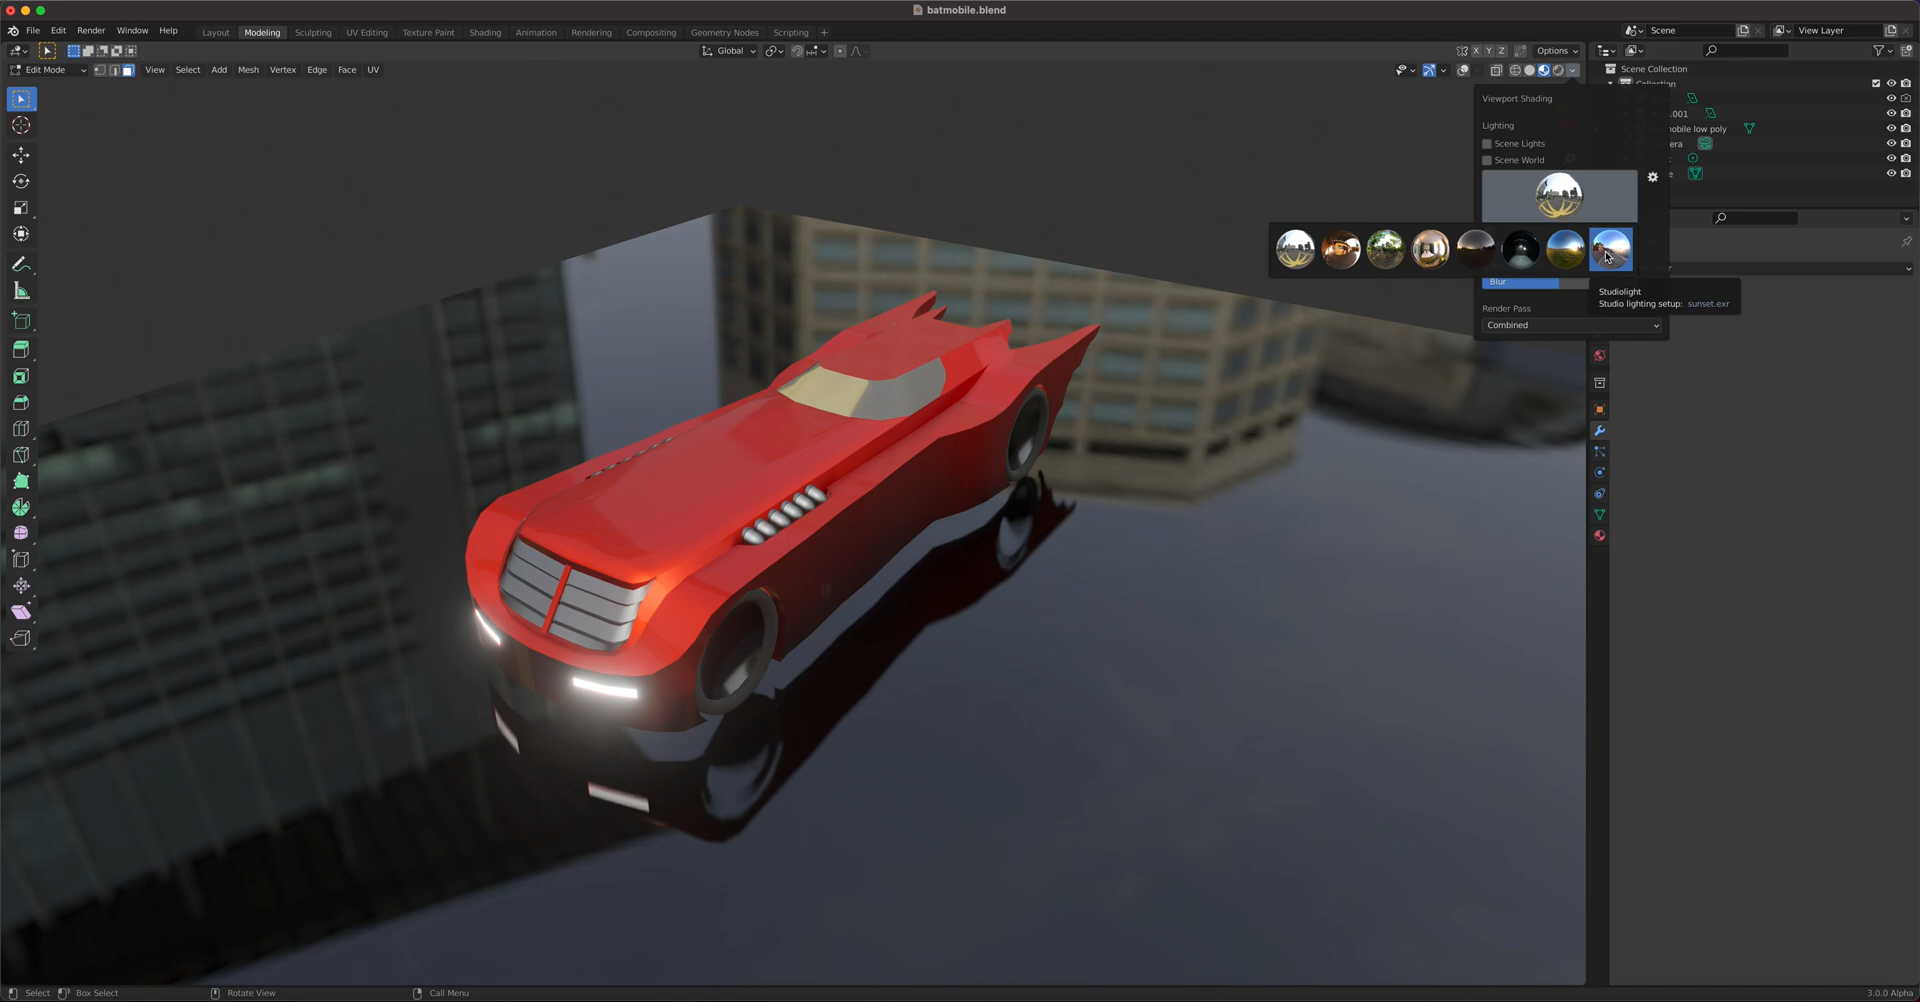 batmobile.blend
File Edit Render Window Help
Layout Modeling Sculpting UV Editing Texture Paint Shading Animation Rendering Compositing Geometry Nodes Scripting +
Scene
View Layer
Global
X Y Z
Options
Edit Mode
View Select Add Mesh Vertex Edge Face UV
Scene Collection
Collection
.001
mobile low poly
Viewport Shading
Lighting
Scene Lights
Scene World
Blur
Studiolight
Studio lighting setup: sunset.exr
Render Pass
Combined
Select
Box Select
Rotate View
Call Menu
3.0.0 Alpha